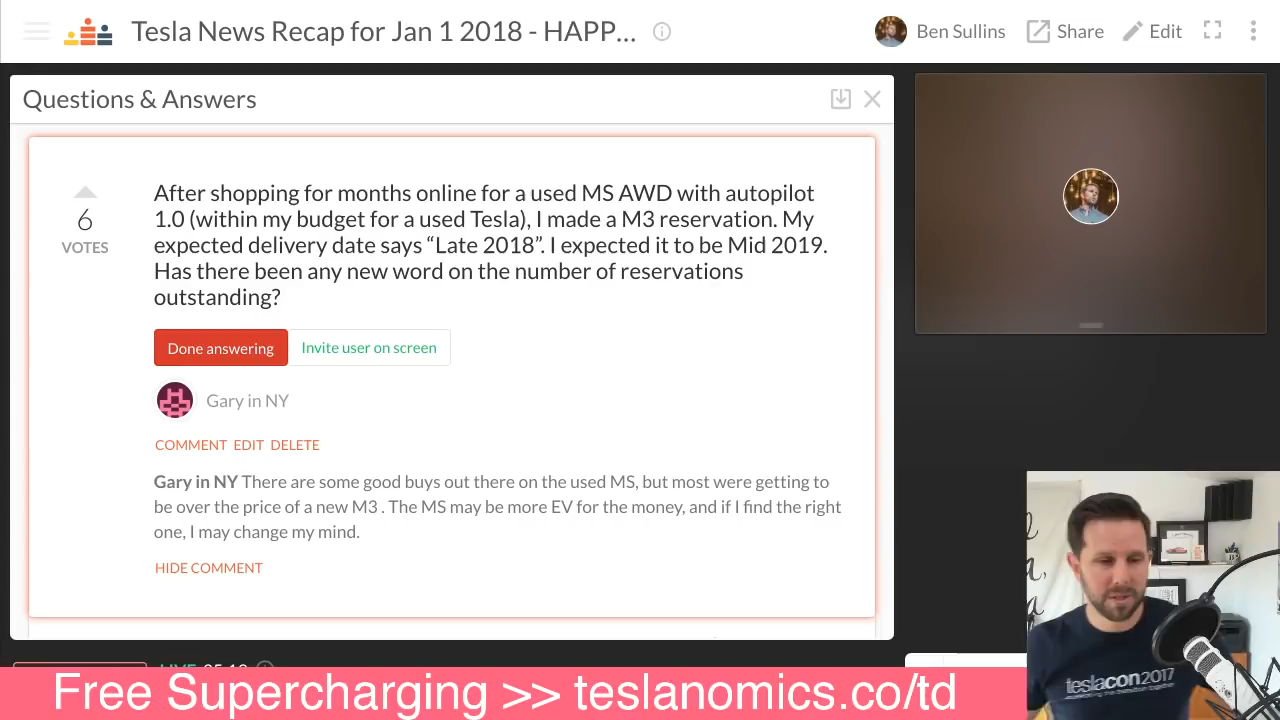 Tesla News Recap for Jan 1 2018 - HAPP...
Ben Sullins
Share
Edit
Questions & Answers
6
VOTES
After shopping for months online for a used MS AWD with autopilot
1.0 (within my budget for a used Tesla), I made a M3 reservation. My
expected delivery date says “Late 2018”. I expected it to be Mid 2019.
Has there been any new word on the number of reservations
outstanding?
Done answering
Invite user on screen
Gary in NY
COMMENT EDIT DELETE
Gary in NY There are some good buys out there on the used MS, but most were getting to
be over the price of a new M3 . The MS may be more EV for the money, and if I find the right
one, I may change my mind.
HIDE COMMENT
teslacon2017
Free Supercharging >> teslanomics.co/td